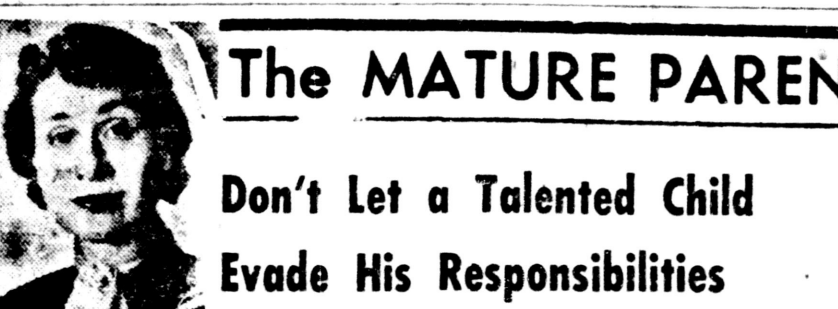 The MATURE PAREN
Don't Let a Talented Child
Evade His Responsibilities